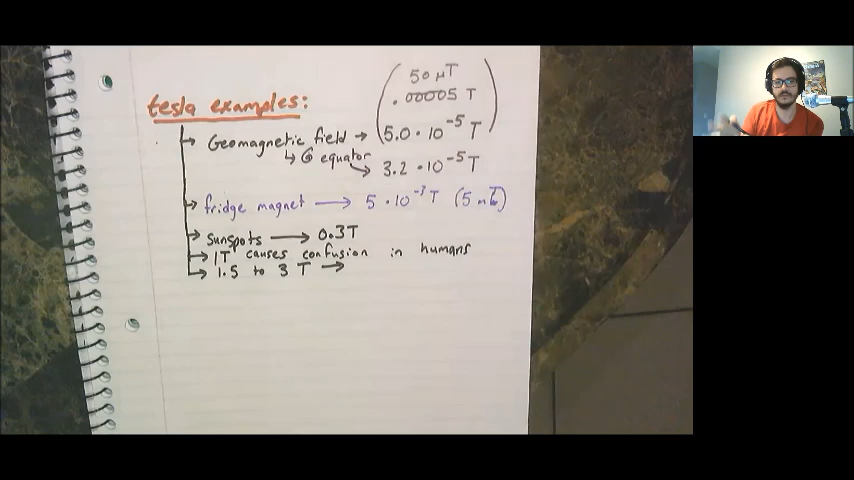 50 µT
.00005 T
tesla examples:
Geomagnetic field → 5.0 · 10⁻⁵ T
↳ @ equator → 3.2 · 10⁻⁵ T
fridge magnet → 5 · 10⁻³ T (5 mT)
sunspots → 0.3T
1T causes confusion in humans
1.5 to 3 T →